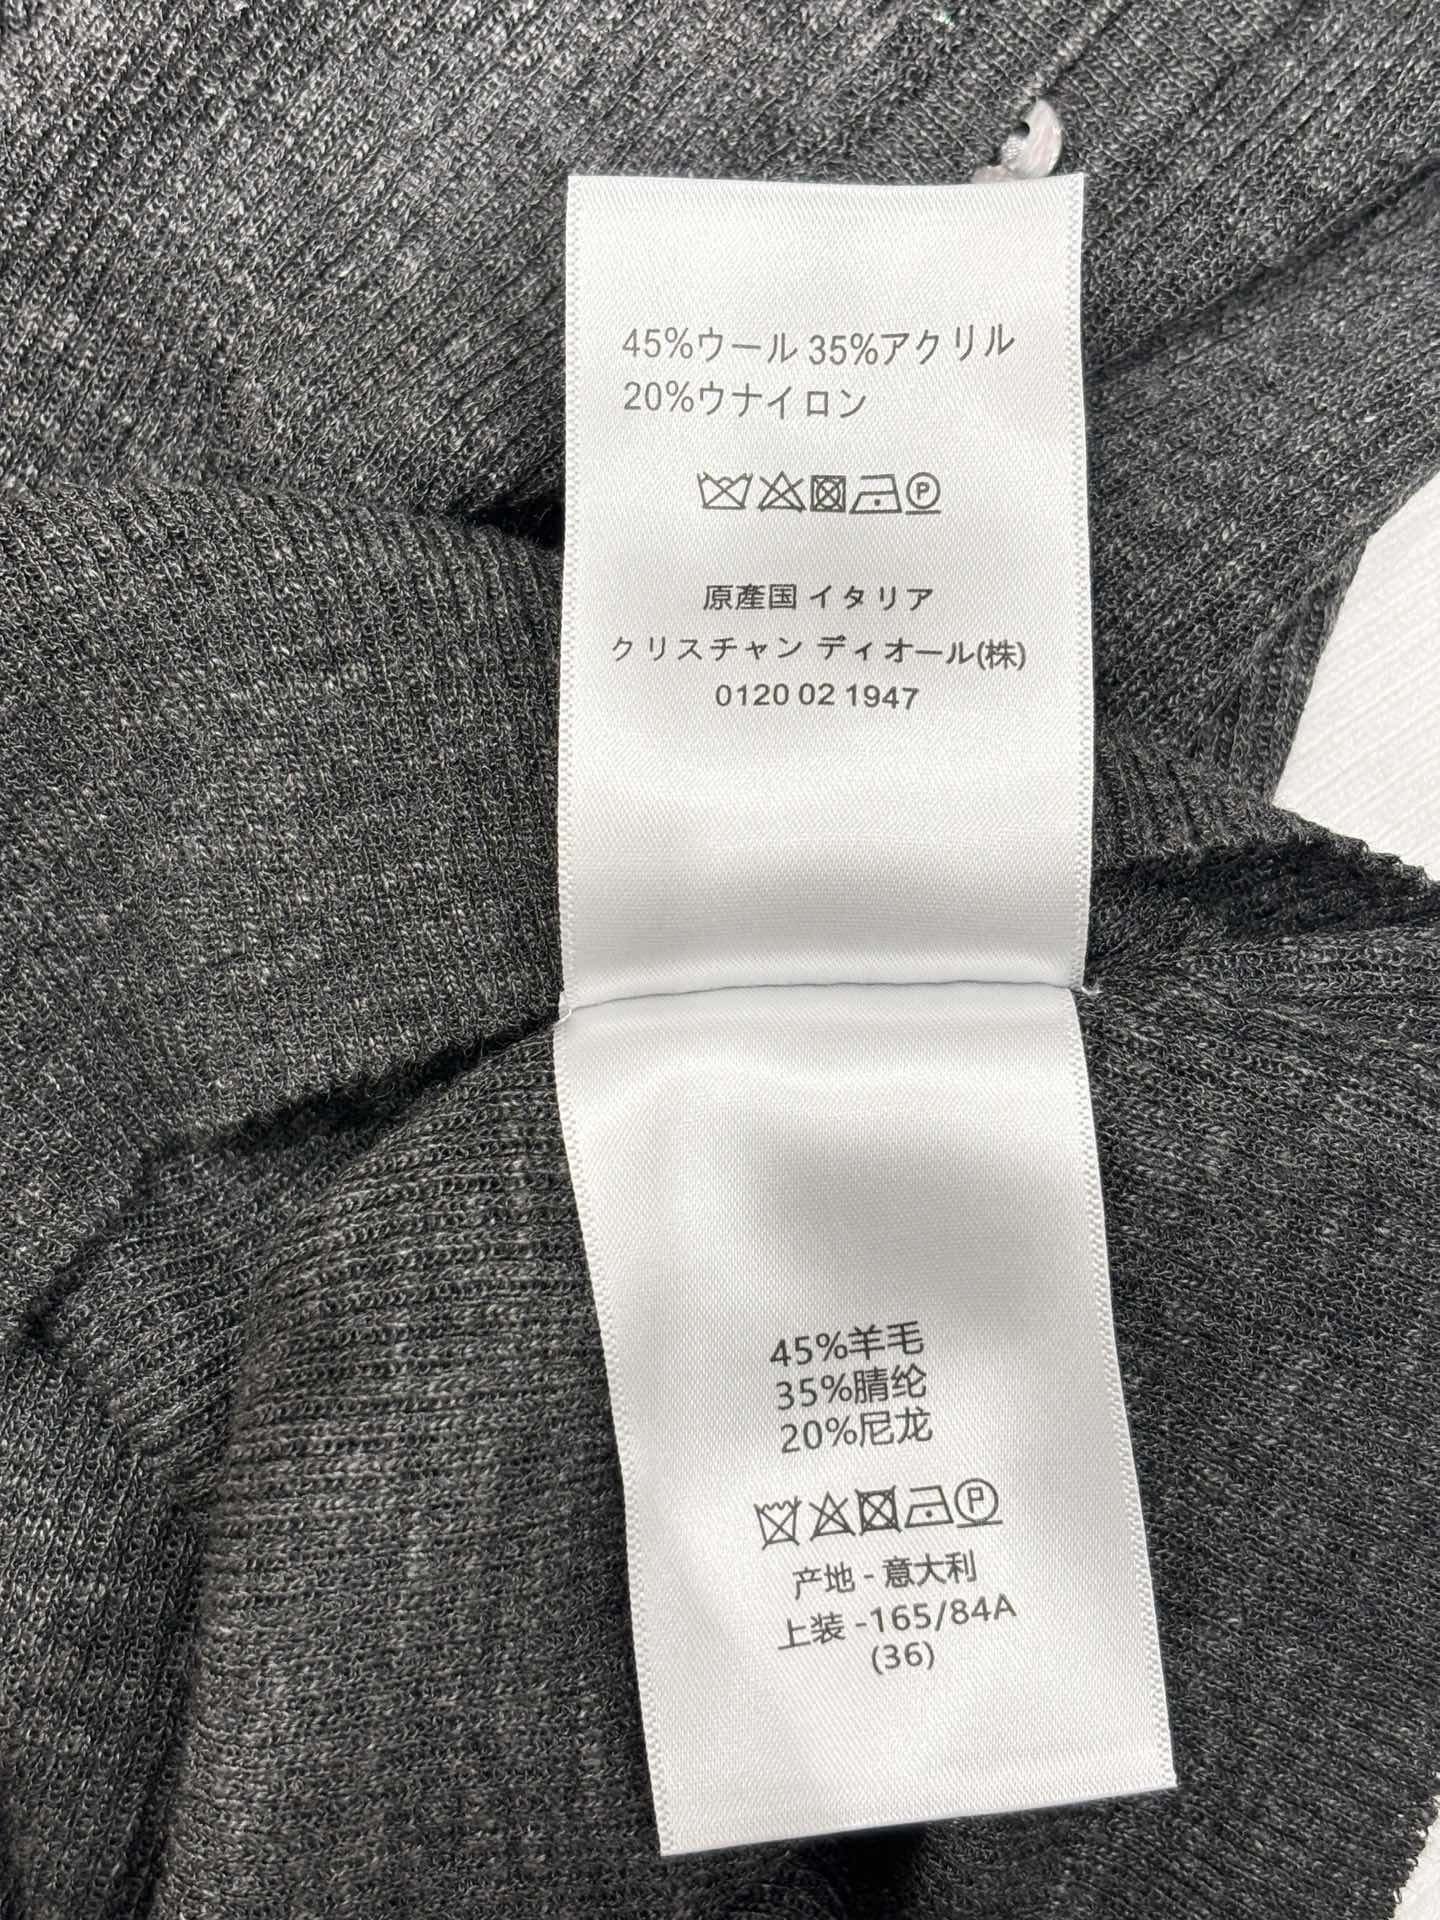 45%ウール 35%アクリル
20%ウナイロン
P
原產国 イタリア
クリスチャン ディオール(株)
0120 02 1947
45%羊毛
35%腈纶
20%尼龙
P
产地 - 意大利
上装 -165/84A
(36)